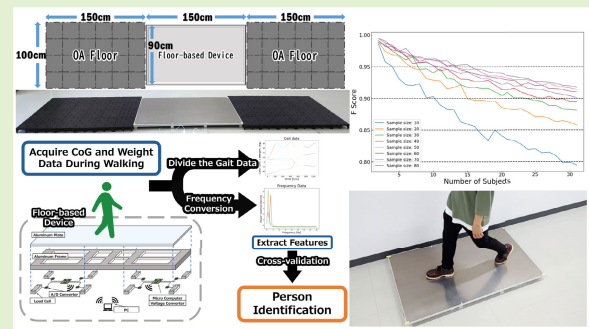 150cm 150cm 150cm
100cm
OA Floor
90cm
Floor-based Device
OA Floor
Acquire CoG and Weight
Data During Walking
Divide the Gait Data
Frequency
Conversion
Gait data
Frequency Data
Extract Features
Cross-validation
Person
Identification
Floor-based
Device
Aluminum Plate
Aluminum Frame
A/D Converter
Load Cell
PC
Micro Computer
Voltage Converter
F Score
1.00
0.95
0.90
0.85
0.80
Sample size: 10
Sample size: 20
Sample size: 30
Sample size: 40
Sample size: 50
Sample size: 60
Sample size: 70
Sample size: 80
0 5 10 15 20 25 30
Number of Subjects